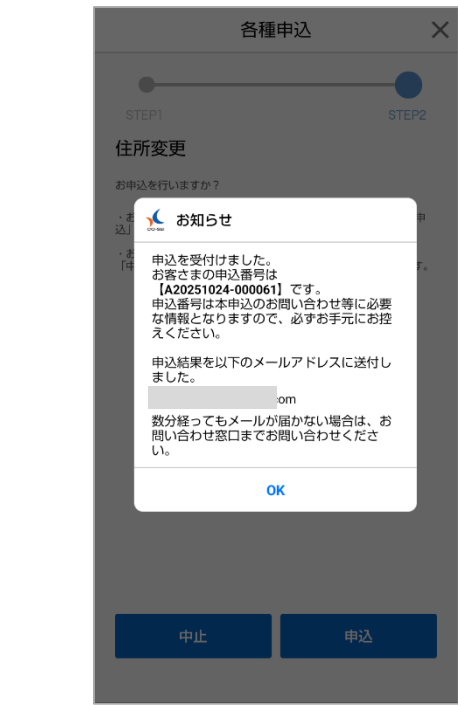 各種申込
STEP1
STEP2
住所変更
お申込を行いますか?
お知らせ
申込を受付けました。
お客さまの申込番号は
【A20251024-000061】です。
申込番号は本申込のお問い合わせ等に必要
な情報となりますので、必ずお手元にお控
えください。
申込結果を以下のメールアドレスに送付し
ました。
com
数分経ってもメールが届かない場合は、お
問い合わせ窓口までお問い合わせくださ
い。
OK
中止
申込